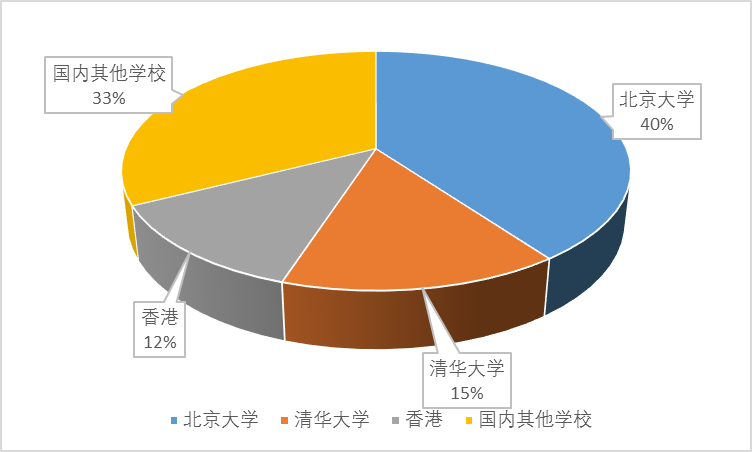 国内其他学校
33%
北京大学
40%
香港
12%
清华大学
15%
北京大学 清华大学 香港 国内其他学校